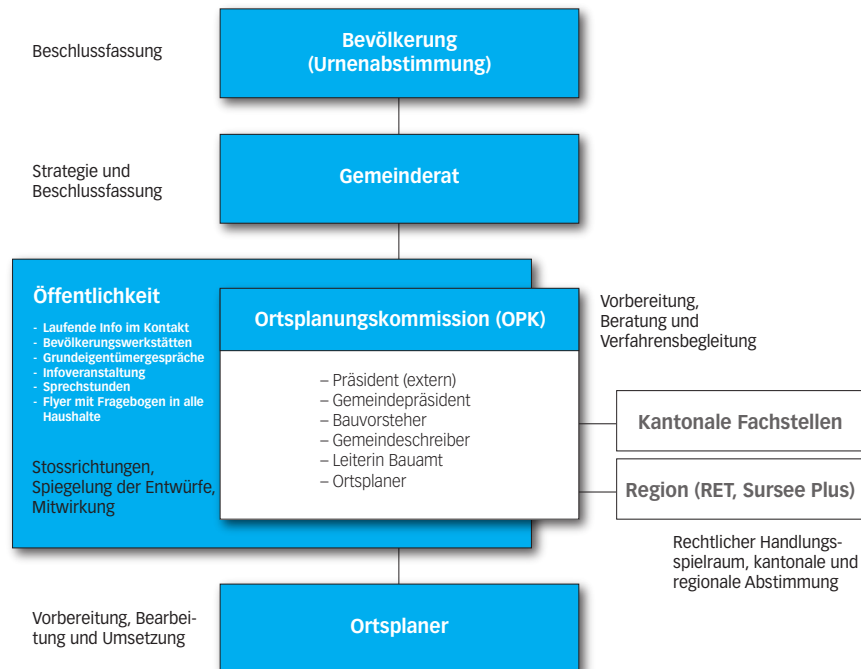 Beschlussfassung
Bevölkerung
(Urnenabstimmung)
Strategie und
Beschlussfassung
Gemeinderat
Öffentlichkeit
- Laufende Info im Kontakt
- Bevölkerungswerkstätten
- Grundeigentümergespräche
- Infoveranstaltung
- Sprechstunden
- Flyer mit Fragebogen in alle
Haushalte
Stossrichtungen,
Spiegelung der Entwürfe,
Mitwirkung
Ortsplanungskommission (OPK)
– Präsident (extern)
– Gemeindepräsident
– Bauvorsteher
– Gemeindeschreiber
– Leiterin Bauamt
– Ortsplaner
Vorbereitung,
Beratung und
Verfahrensbegleitung
Kantonale Fachstellen
Region (RET, Sursee Plus)
Rechtlicher Handlungs-
spielraum, kantonale und
regionale Abstimmung
Vorbereitung, Bearbei-
tung und Umsetzung
Ortsplaner